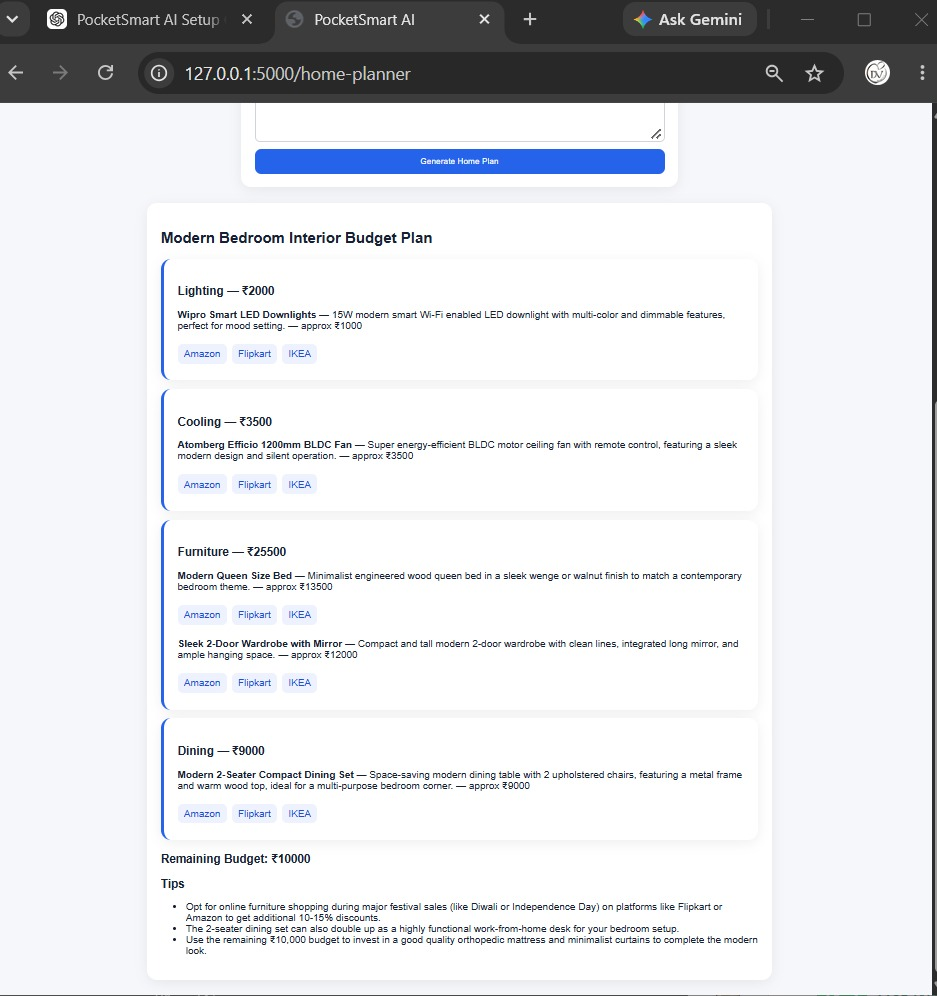 PocketSmart AI Setup
PocketSmart AI
Ask Gemini
127.0.0.1:5000/home-planner
Generate Home Plan
Modern Bedroom Interior Budget Plan
Lighting — ₹2000
Wipro Smart LED Downlights — 15W modern smart Wi-Fi enabled LED downlight with multi-color and dimmable features,
perfect for mood setting. — approx ₹1000
Amazon Flipkart IKEA
Cooling — ₹3500
Atomberg Efficio 1200mm BLDC Fan — Super energy-efficient BLDC motor ceiling fan with remote control, featuring a sleek
modern design and silent operation. — approx ₹3500
Amazon Flipkart IKEA
Furniture — ₹25500
Modern Queen Size Bed — Minimalist engineered wood queen bed in a sleek wenge or walnut finish to match a contemporary
bedroom theme. — approx ₹13500
Amazon Flipkart IKEA
Sleek 2-Door Wardrobe with Mirror — Compact and tall modern 2-door wardrobe with clean lines, integrated long mirror, and
ample hanging space. — approx ₹12000
Amazon Flipkart IKEA
Dining — ₹9000
Modern 2-Seater Compact Dining Set — Space-saving modern dining table with 2 upholstered chairs, featuring a metal frame
and warm wood top, ideal for a multi-purpose bedroom corner. — approx ₹9000
Amazon Flipkart IKEA
Remaining Budget: ₹10000
Tips
• Opt for online furniture shopping during major festival sales (like Diwali or Independence Day) on platforms like Flipkart or
Amazon to get additional 10-15% discounts.
• The 2-seater dining set can also double up as a highly functional work-from-home desk for your bedroom setup.
• Use the remaining ₹10,000 budget to invest in a good quality orthopedic mattress and minimalist curtains to complete the modern
look.